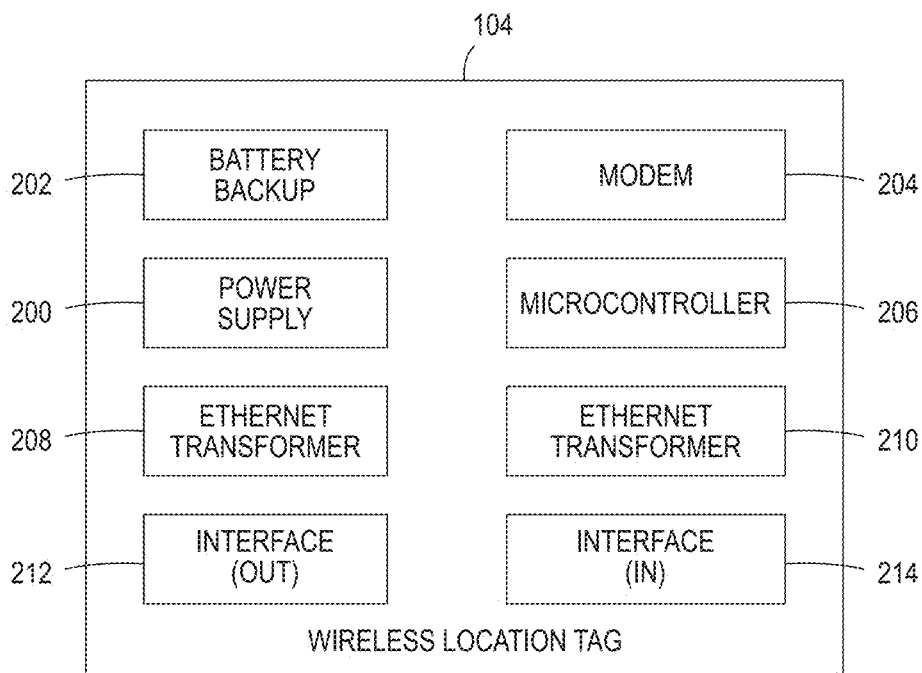 104
202
BATTERY
BACKUP
MODEM
204
200
POWER
SUPPLY
MICROCONTROLLER
206
208
ETHERNET
TRANSFORMER
ETHERNET
TRANSFORMER
210
212
INTERFACE
(OUT)
INTERFACE
(IN)
214
WIRELESS LOCATION TAG